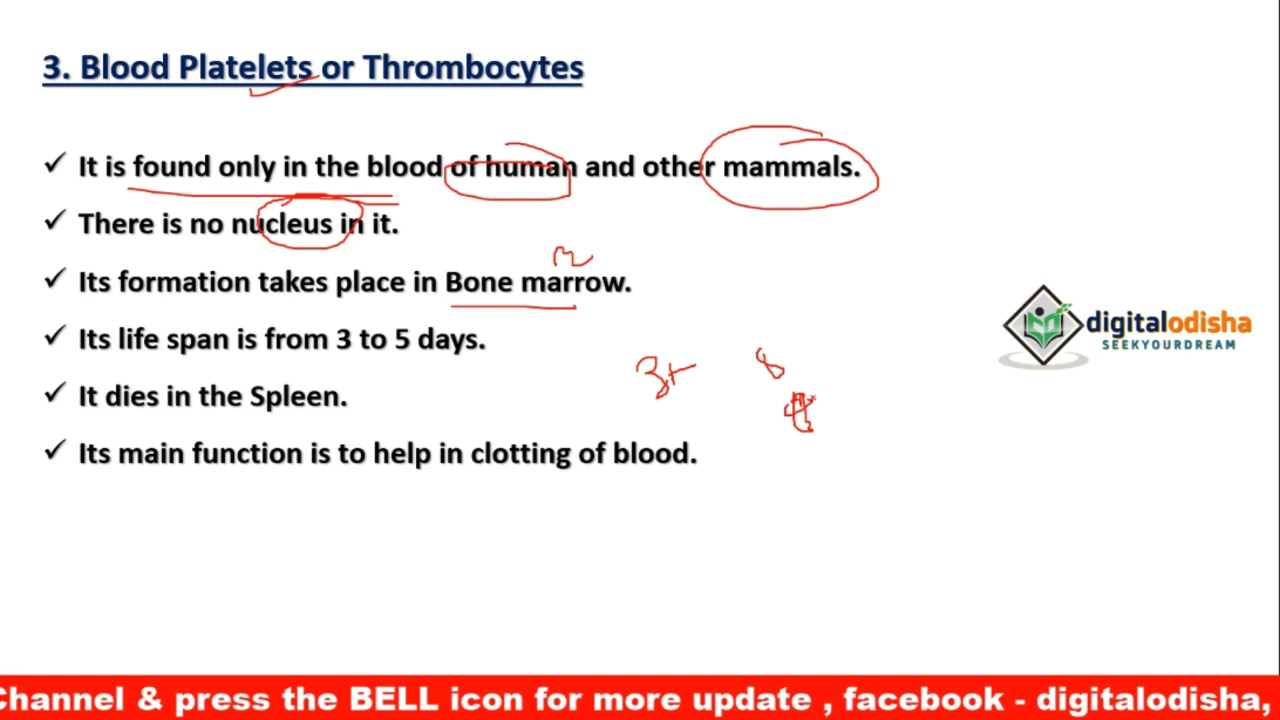 3. Blood Platelets or Thrombocytes
✓ It is found only in the blood of human and other mammals.
✓ There is no nucleus in it.
✓ Its formation takes place in Bone marrow.
✓ Its life span is from 3 to 5 days.
✓ It dies in the Spleen.
✓ Its main function is to help in clotting of blood.
digitalodisha
SEEKYOURDREAM
Channel & press the BELL icon for more update , facebook - digitalodisha,